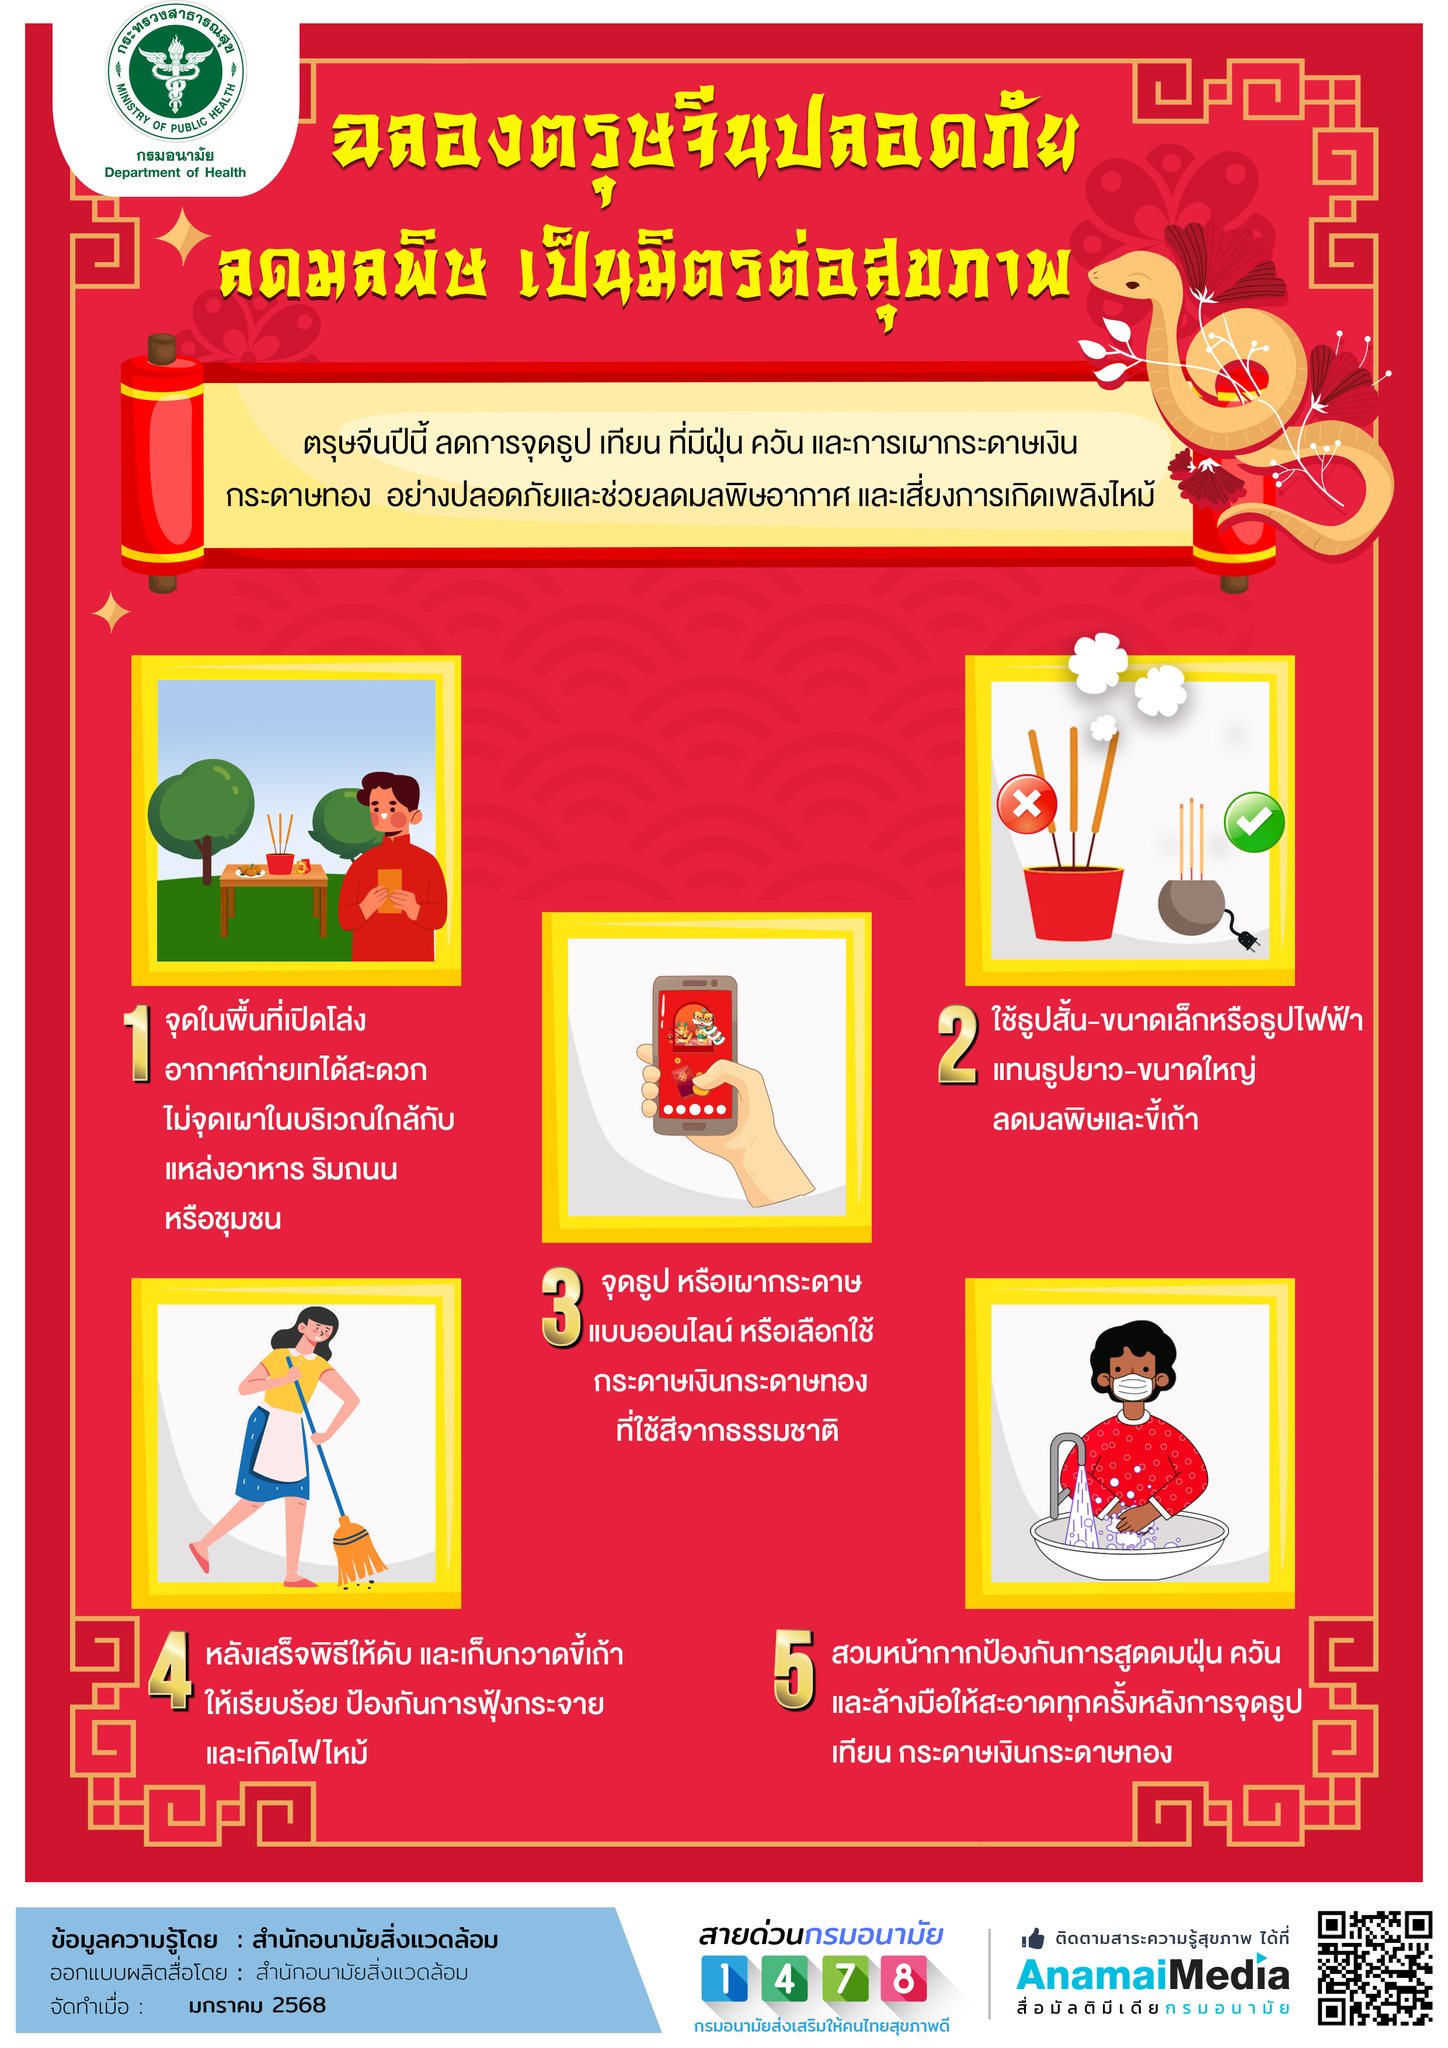 กระทรวงสาธารณสุข
MINISTRY OF PUBLIC HEALTH
กรมอนามัย
Department of Health
ฉลองตรุษจีนปลอดภัย
ลดมลพิษ เป็นมิตรต่อสุขภาพ
ตรุษจีนปีนี้ ลดการจุดธูป เทียน ที่มีฝุ่น ควัน และการเผากระดาษเงิน
กระดาษทอง อย่างปลอดภัยและช่วยลดมลพิษอากาศ และเสี่ยงการเกิดเพลิงไหม้
1 จุดในพื้นที่เปิดโล่ง
อากาศถ่ายเทได้สะดวก
ไม่จุดเผาในบริเวณใกล้กับ
แหล่งอาหาร ริมถนน
หรือชุมชน
2 ใช้ธูปสั้น-ขนาดเล็กหรือธูปไฟฟ้า
แทนธูปยาว-ขนาดใหญ่
ลดมลพิษและขี้เถ้า
3 จุดธูป หรือเผากระดาษ
แบบออนไลน์ หรือเลือกใช้
กระดาษเงินกระดาษทอง
ที่ใช้สีจากธรรมชาติ
4 หลังเสร็จพิธีให้ดับ และเก็บกวาดขี้เถ้า
ให้เรียบร้อย ป้องกันการฟุ้งกระจาย
และเกิดไฟไหม้
5 สวมหน้ากากป้องกันการสูดดมฝุ่น ควัน
และล้างมือให้สะอาดทุกครั้งหลังการจุดธูป
เทียน กระดาษเงินกระดาษทอง
ข้อมูลความรู้โดย : สำนักอนามัยสิ่งแวดล้อม
ออกแบบผลิตสื่อโดย : สำนักอนามัยสิ่งแวดล้อม
จัดทำเมื่อ : มกราคม 2568
สายด่วนกรมอนามัย
1 4 7 8
กรมอนามัยส่งเสริมให้คนไทยสุขภาพดี
ติดตามสาระความรู้สุขภาพ ได้ที่
AnamaiMedia
สื่อมัลติมีเดียกรมอนามัย